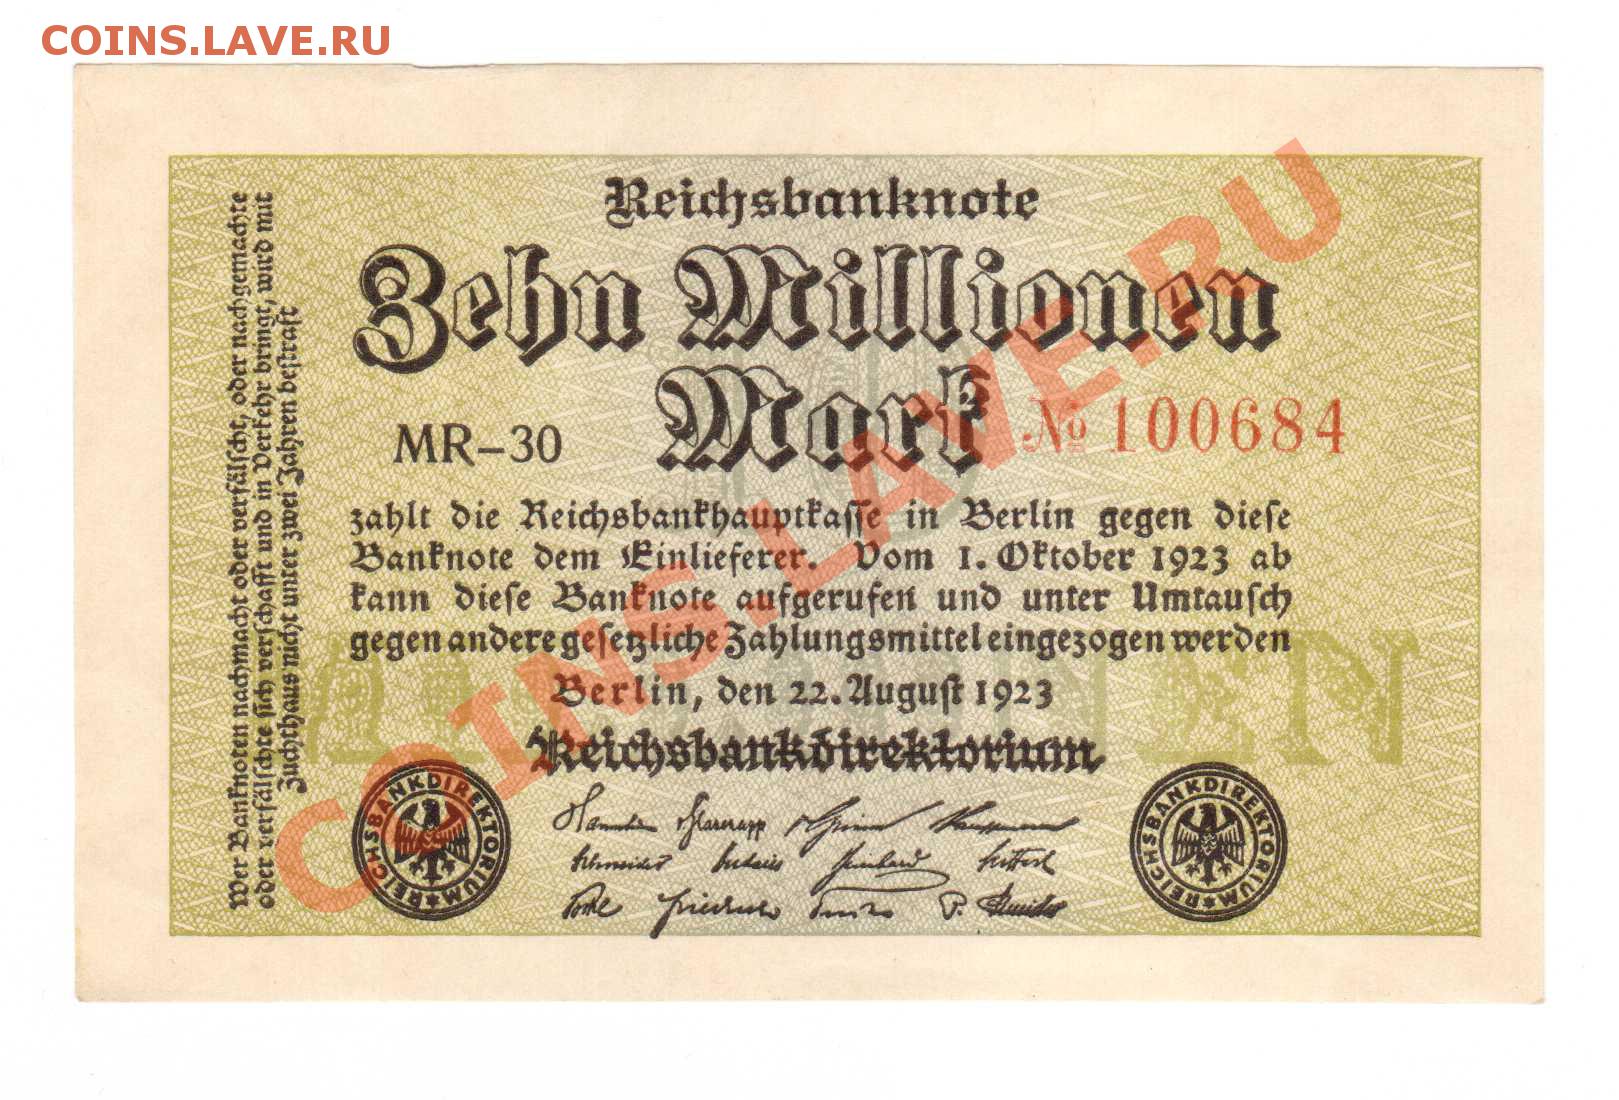 COINS.LAVE.RU
Reichsbanknote
Zehn Millionen
Mark
MR-30
№ 100684
zahlt die Reichsbankhauptkasse in Berlin gegen diese
Banknote dem Einlieferer. Vom 1. Oktober 1923 ab
kann diese Banknote aufgerufen und unter Umtausch
gegen andere gesetzliche Zahlungsmittel eingezogen werden
Berlin, den 22. August 1923
Reichsbankdirektorium
Wer Banknoten nachmacht oder verfälscht, oder nachgemachte
oder verfälschte sich verschafft und in Verkehr bringt, wird mit
Zuchthaus nicht unter zwei Jahren bestraft
REICHSBANKDIREKTORIUM
REICHSBANKDIREKTORIUM
COINS.LAVE.RU